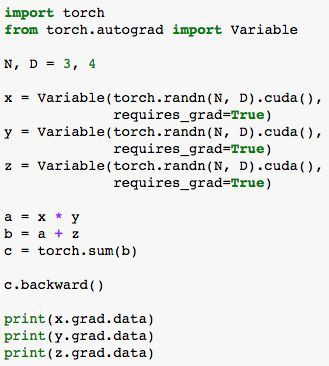 import torch
from torch.autograd import Variable
N, D = 3, 4
x = Variable(torch.randn(N, D).cuda(),
             requires_grad=True)
y = Variable(torch.randn(N, D).cuda(),
             requires_grad=True)
z = Variable(torch.randn(N, D).cuda(),
             requires_grad=True)
a = x * y
b = a + z
c = torch.sum(b)
c.backward()
print(x.grad.data)
print(y.grad.data)
print(z.grad.data)